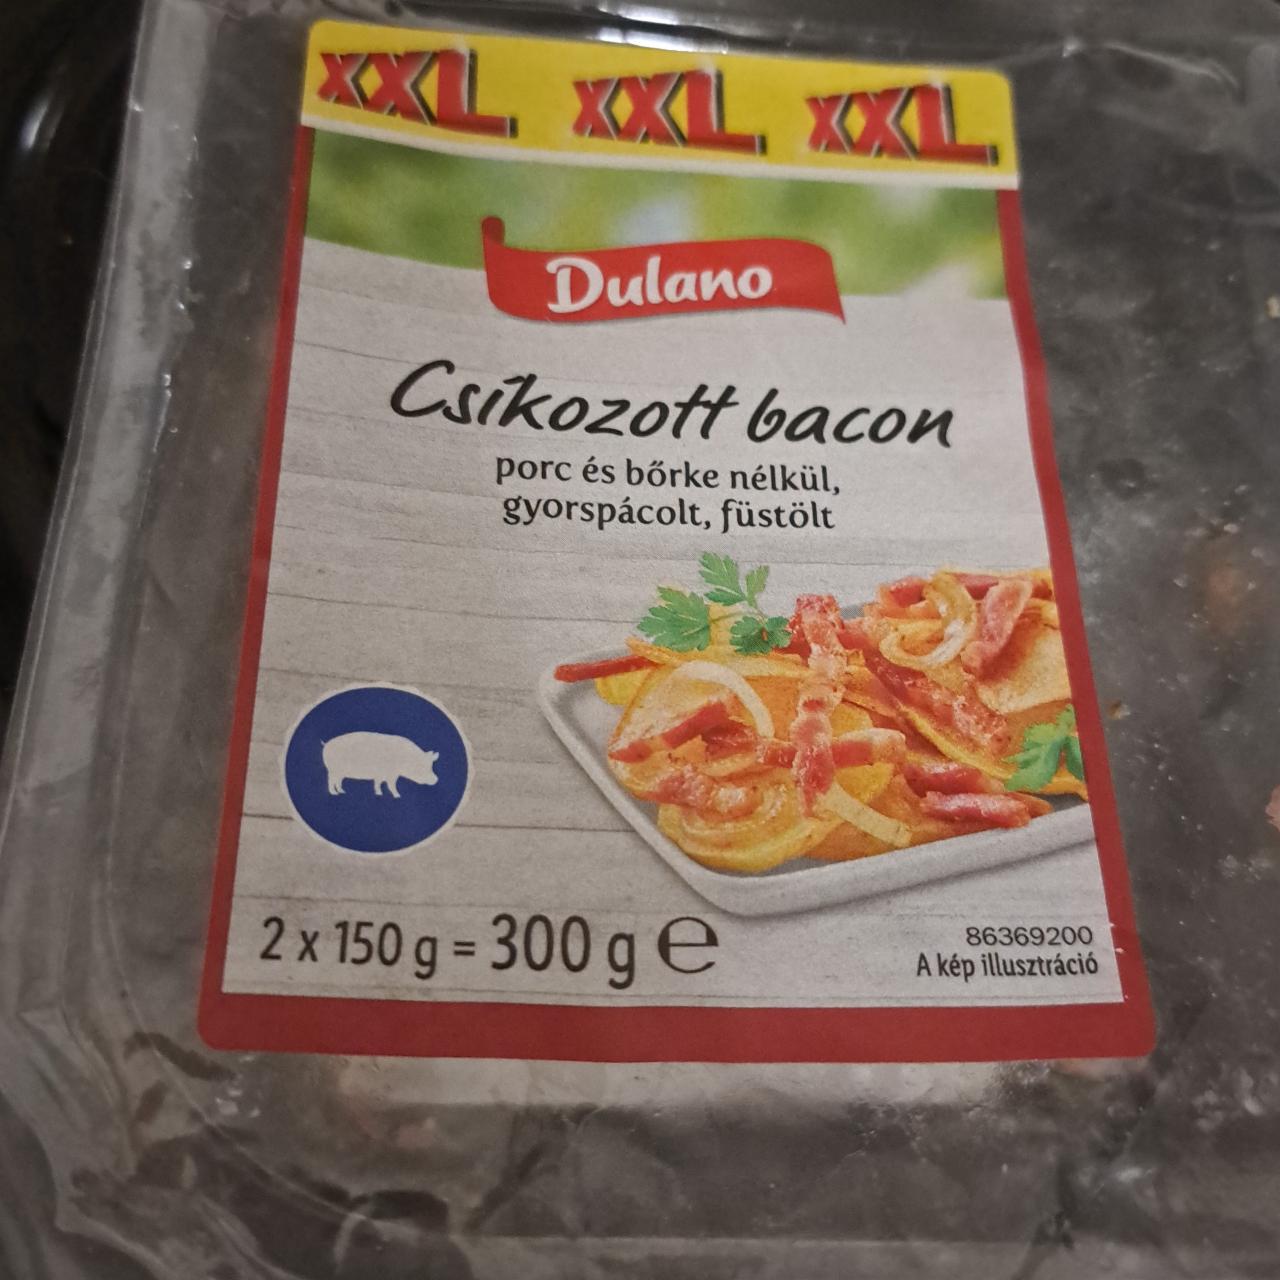 XXL XXL XXL
Dulano
Csíkozott bacon
porc és bőrke nélkül,
gyorspácolt, füstölt
2 x 150 g = 300 g ℮
86369200
A kép illusztráció